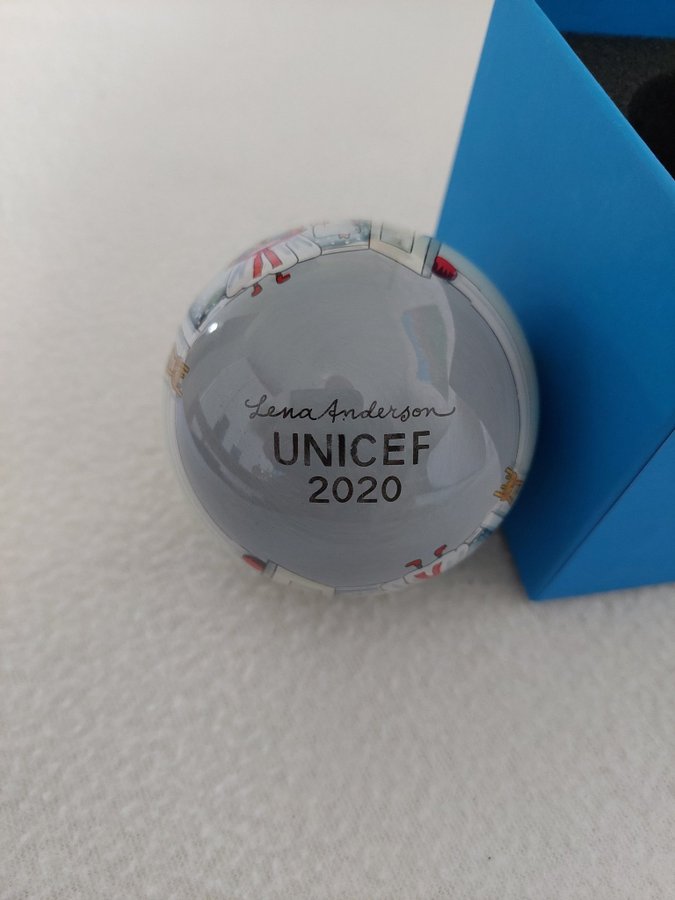 Lena Anderson
UNICEF
2020